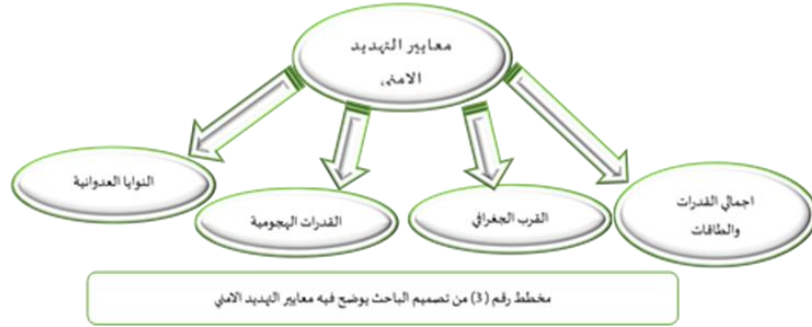 معايير التهديد
الامني
اجمالي القدرات
والطاقات
القرب الجغرافي
القدرات الهجومية
النوايا العدوانية
مخطط رقم (3) من تصميم الباحث يوضح فيه معايير التهديد الامني